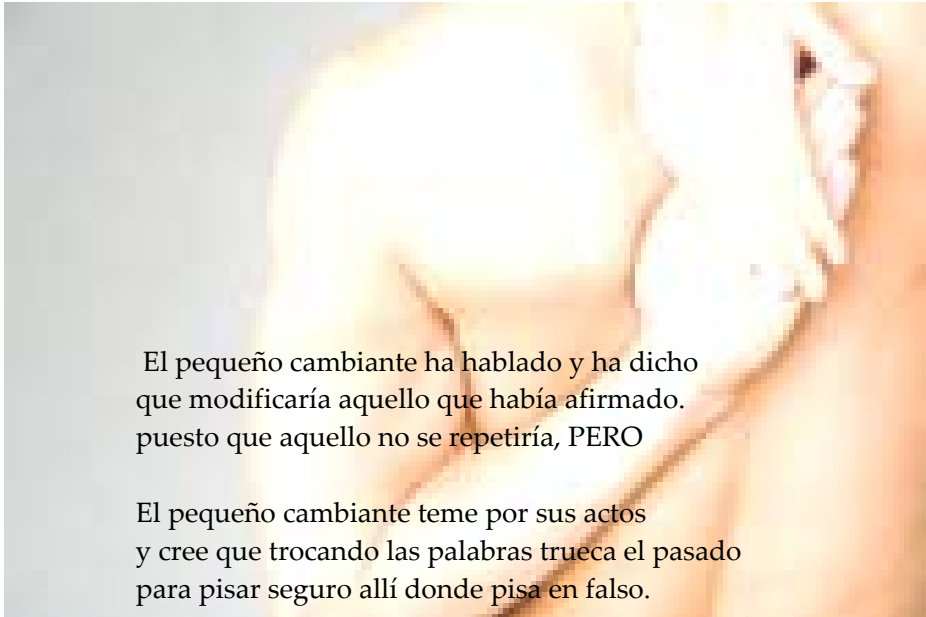 El pequeño cambiante ha hablado y ha dicho
que modificaría aquello que había afirmado.
puesto que aquello no se repetiría, PERO
El pequeño cambiante teme por sus actos
y cree que trocando las palabras trueca el pasado
para pisar seguro allí donde pisa en falso.